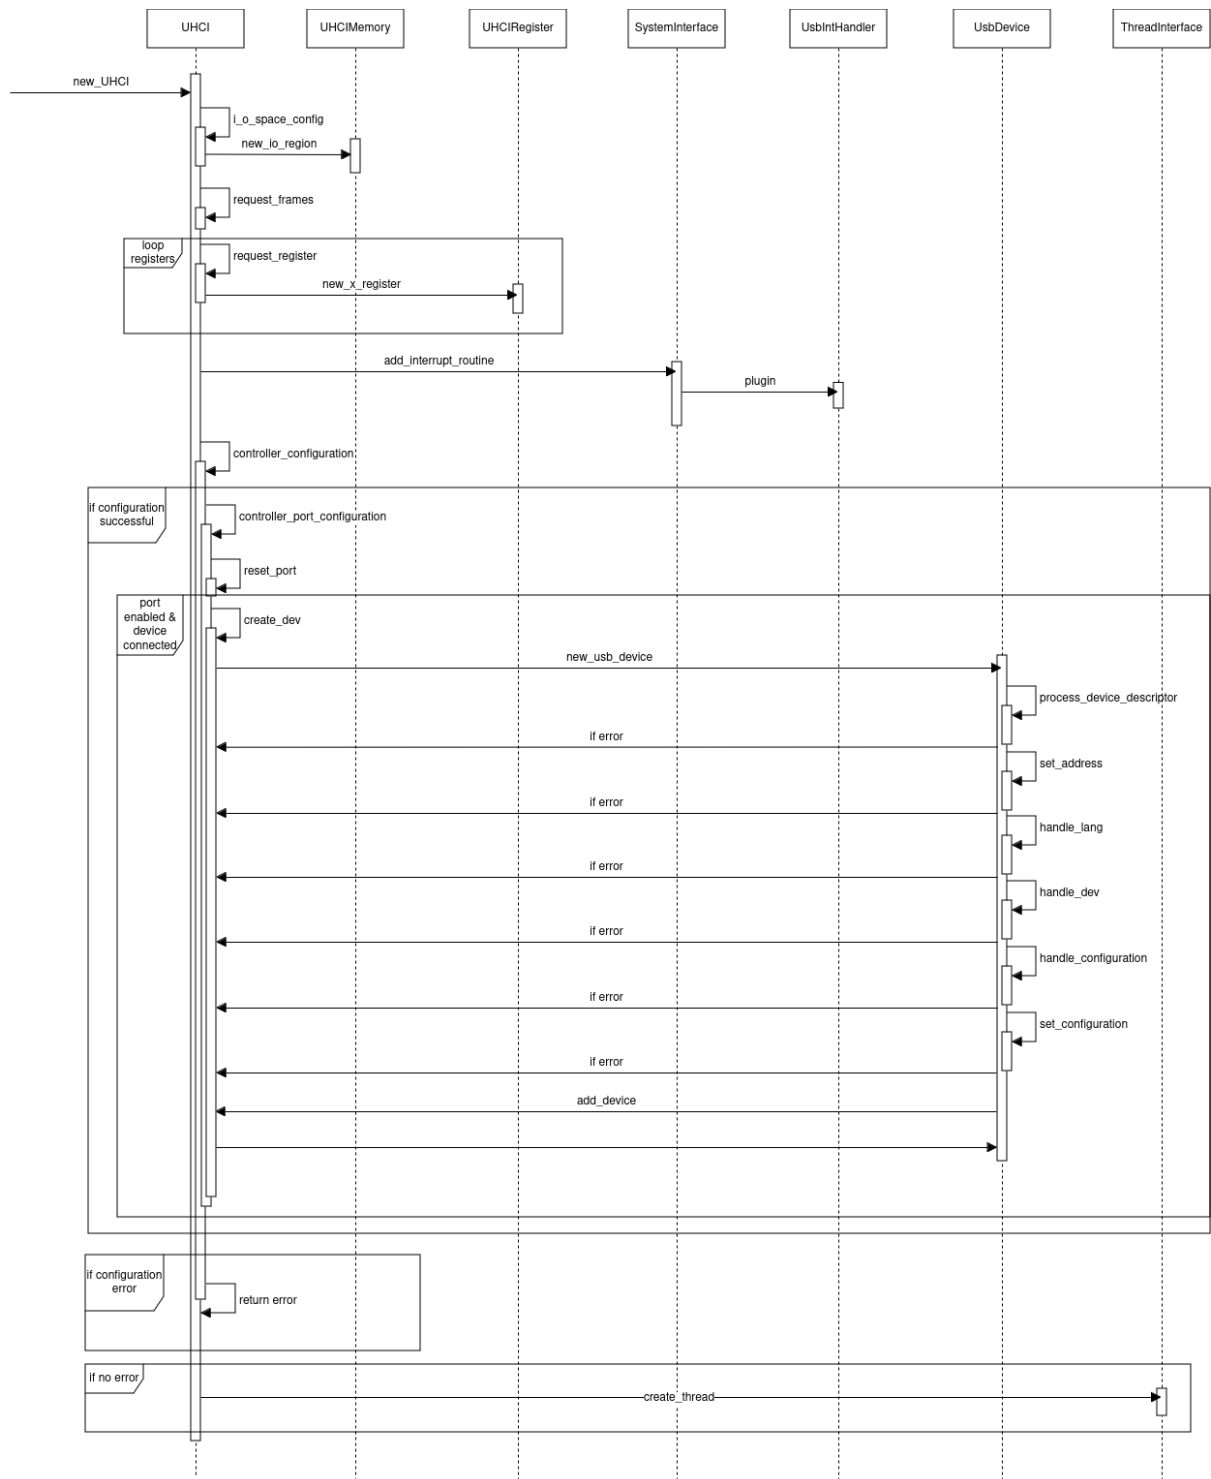 UHCI
UHCIMemory
UHCIRegister
SystemInterface
UsbIntHandler
UsbDevice
ThreadInterface
new_UHCI
i_o_space_config
new_io_region
request_frames
loop
registers
request_register
new_x_register
add_interrupt_routine
plugin
controller_configuration
if configuration
successful
controller_port_configuration
reset_port
port
enabled &
device
connected
create_dev
new_usb_device
process_device_descriptor
if error
set_address
if error
handle_lang
if error
handle_dev
if error
handle_configuration
if error
set_configuration
if error
add_device
if configuration
error
return error
if no error
create_thread